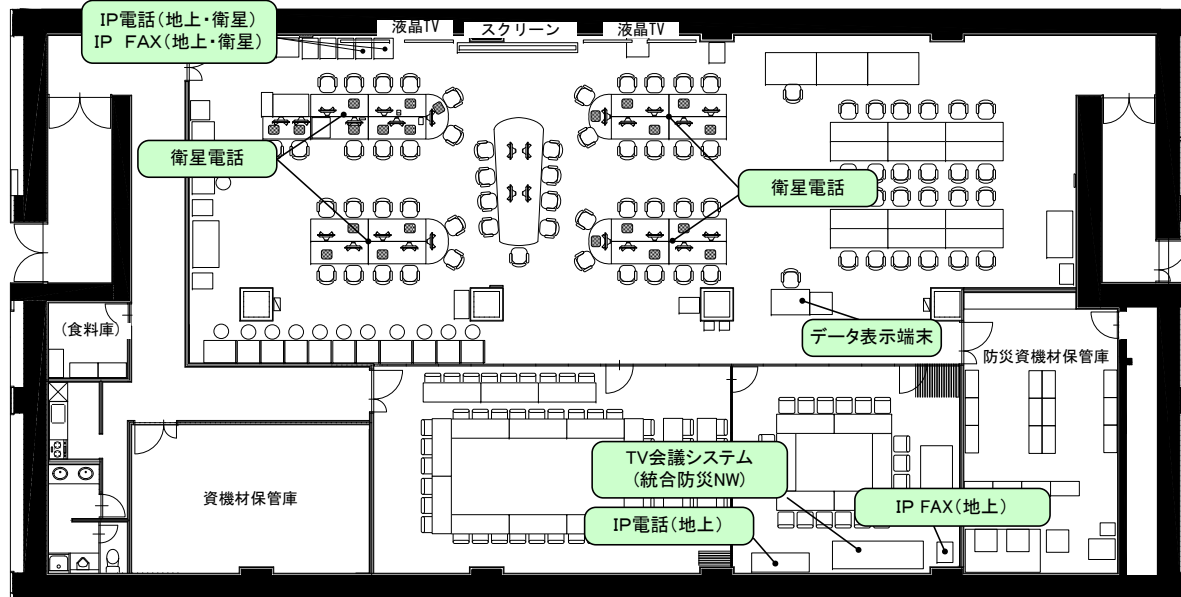 IP電話（地上・衛星）
IP　FAX（地上・衛星）
液晶TV
スクリーン
液晶TV
衛星電話
衛星電話
（食料庫）
データ表示端末
防災資機材保管庫
TV会議システム
（統合防災NW）
資機材保管庫
IP FAX（地上）
IP電話（地上）